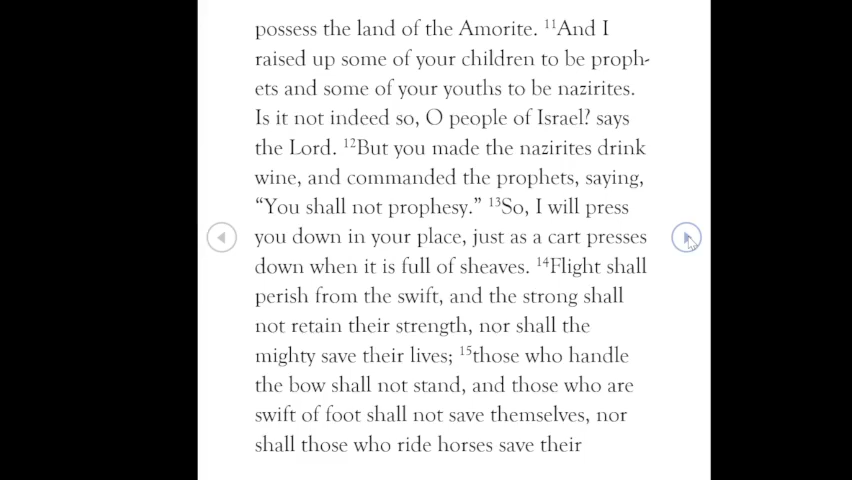 possess the land of the Amorite. ¹¹And I
raised up some of your children to be proph-
ets and some of your youths to be nazirites.
Is it not indeed so, O people of Israel? says
the Lord. ¹²But you made the nazirites drink
wine, and commanded the prophets, saying,
“You shall not prophesy.” ¹³So, I will press
you down in your place, just as a cart presses
down when it is full of sheaves. ¹⁴Flight shall
perish from the swift, and the strong shall
not retain their strength, nor shall the
mighty save their lives; ¹⁵those who handle
the bow shall not stand, and those who are
swift of foot shall not save themselves, nor
shall those who ride horses save their